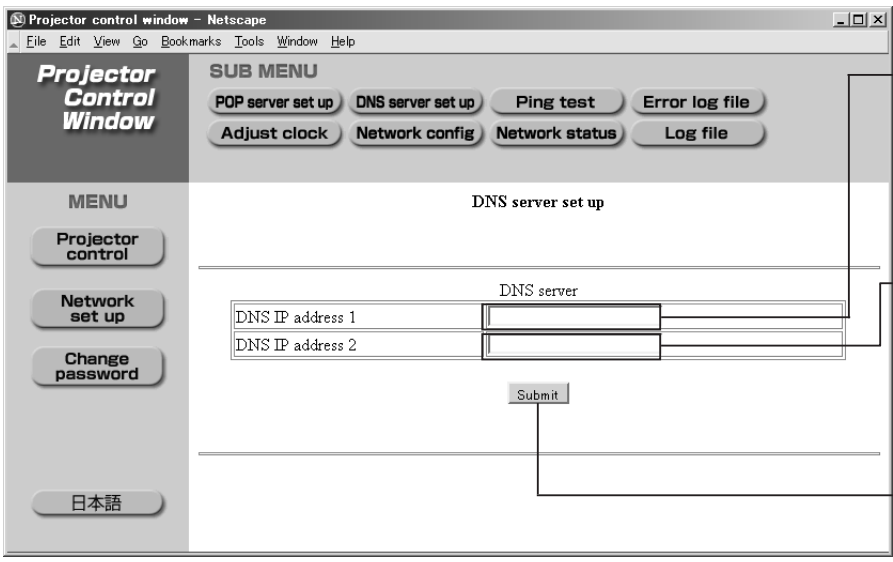 Projector control window - Netscape
File Edit View Go Bookmarks Tools Window Help
Projector
Control
Window
SUB MENU
POP server set up DNS server set up Ping test Error log file
Adjust clock Network config Network status Log file
MENU
Projector
control
Network
set up
Change
password
日本語
DNS server set up
DNS server
DNS IP address 1
DNS IP address 2
Submit